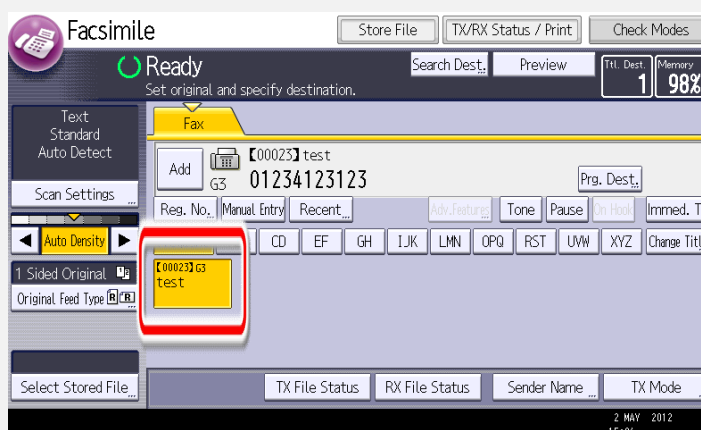 Facsimile
Store File
TX/RX Status / Print
Check Modes
Ready
Search Dest.
Preview
Ttl. Dest.
1
Memory
98%
Set original and specify destination.
Text
Standard
Auto Detect
Scan Settings
Auto Density
1 Sided Original
Original Feed Type
Select Stored File
Fax
Add
G3
【00023】test
01234123123
Prg. Dest.
Reg. No.
Manual Entry
Recent
Adv.Features
Tone
Pause
On Hook
Immed. T
CD
EF
GH
IJK
LMN
OPQ
RST
UVW
XYZ
Change Titl
【00023】G3
test
TX File Status
RX File Status
Sender Name
TX Mode
2 MAY 2012